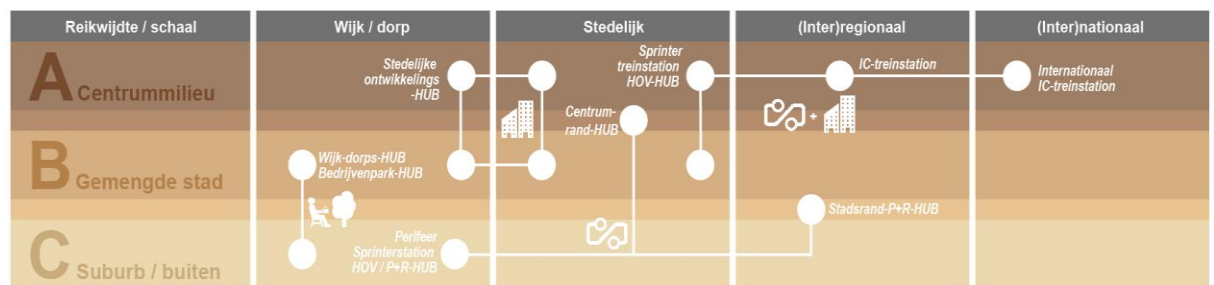 Reikwijdte / schaal
Wijk / dorp
Stedelijk
(Inter)regionaal
(Inter)nationaal
A Centrummilieu
Stedelijke
ontwikkelings
-HUB
Sprinter
treinstation
HOV-HUB
IC-treinstation
Internationaal
IC-treinstation
Centrum-
rand-HUB
+
B Gemengde stad
Wijk-dorps-HUB
Bedrijvenpark-HUB
Stadsrand-P+R-HUB
C Suburb / buiten
Perifeer
Sprinterstation
HOV / P+R-HUB